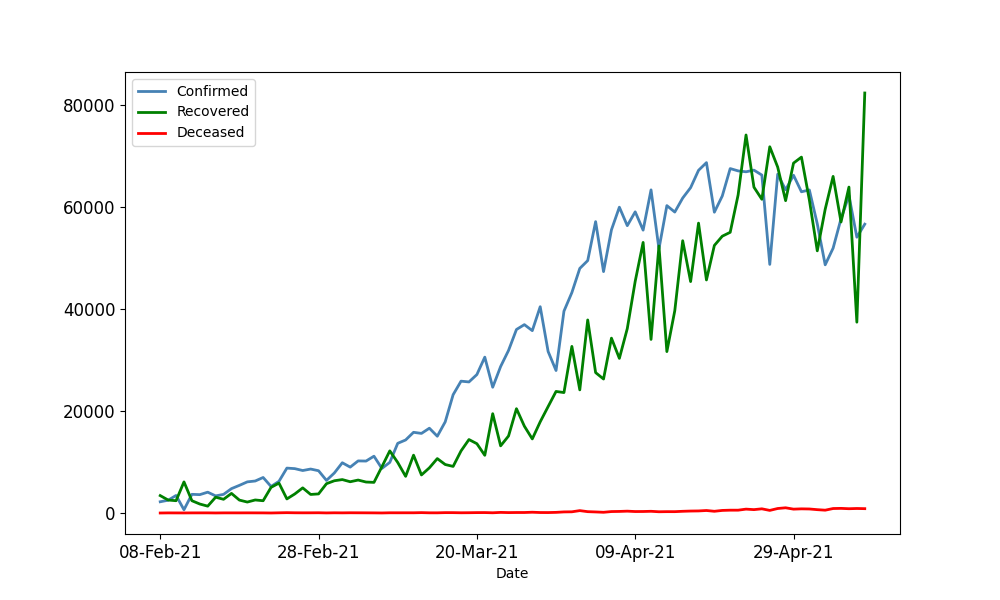 Confirmed
Recovered
Deceased
80000
60000
40000
20000
0
08-Feb-21 28-Feb-21 20-Mar-21 09-Apr-21 29-Apr-21
Date